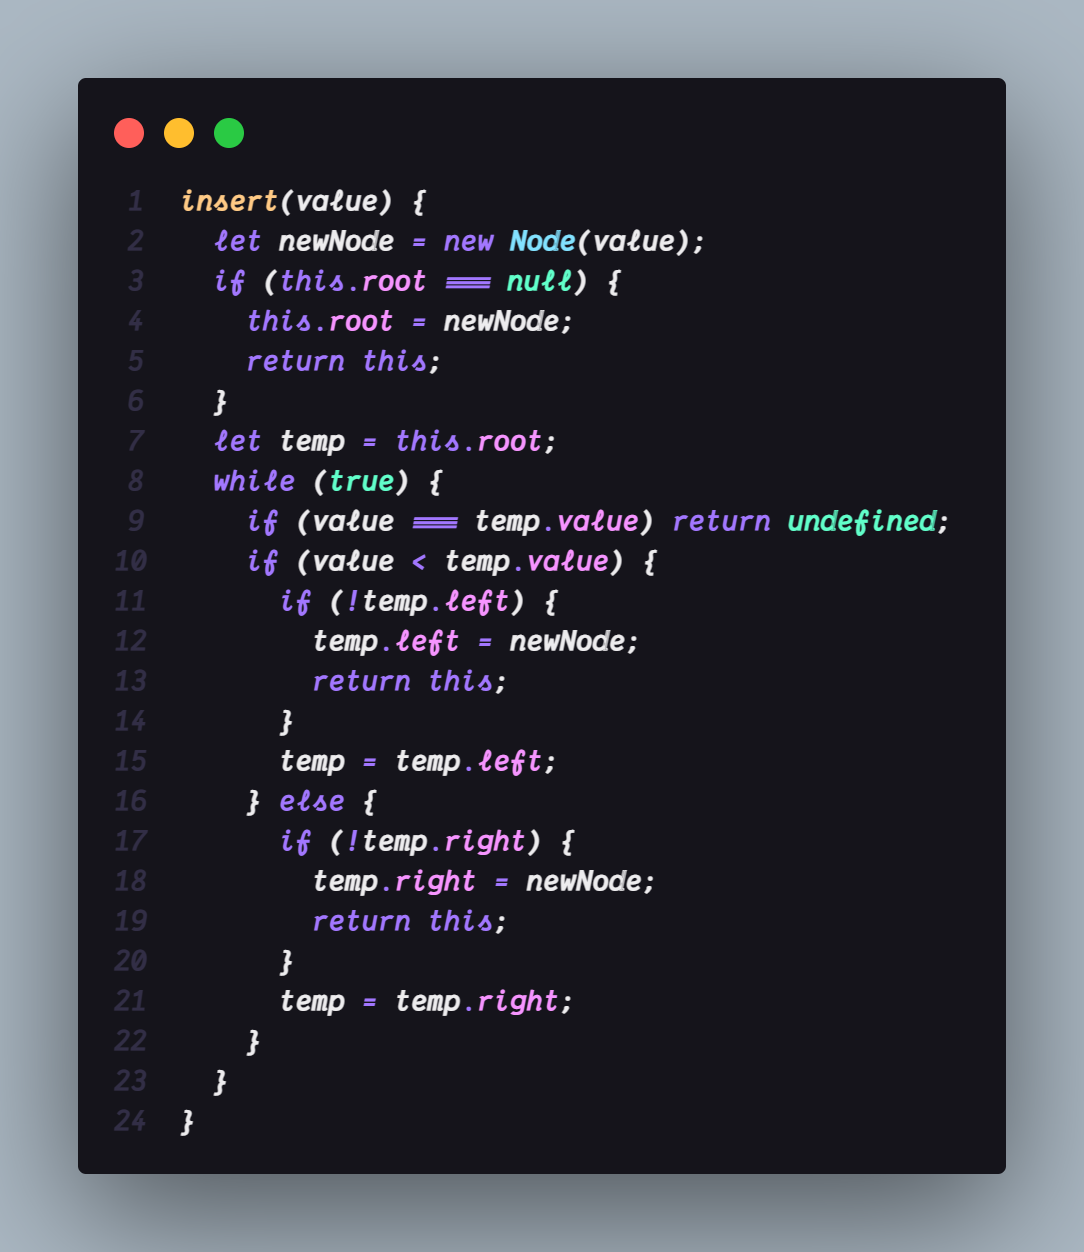 1 insert(value) {
2   let newNode = new Node(value);
3   if (this.root === null) {
4     this.root = newNode;
5     return this;
6   }
7   let temp = this.root;
8   while (true) {
9     if (value === temp.value) return undefined;
10     if (value < temp.value) {
11       if (!temp.left) {
12         temp.left = newNode;
13         return this;
14       }
15       temp = temp.left;
16     } else {
17       if (!temp.right) {
18         temp.right = newNode;
19         return this;
20       }
21       temp = temp.right;
22     }
23   }
24 }